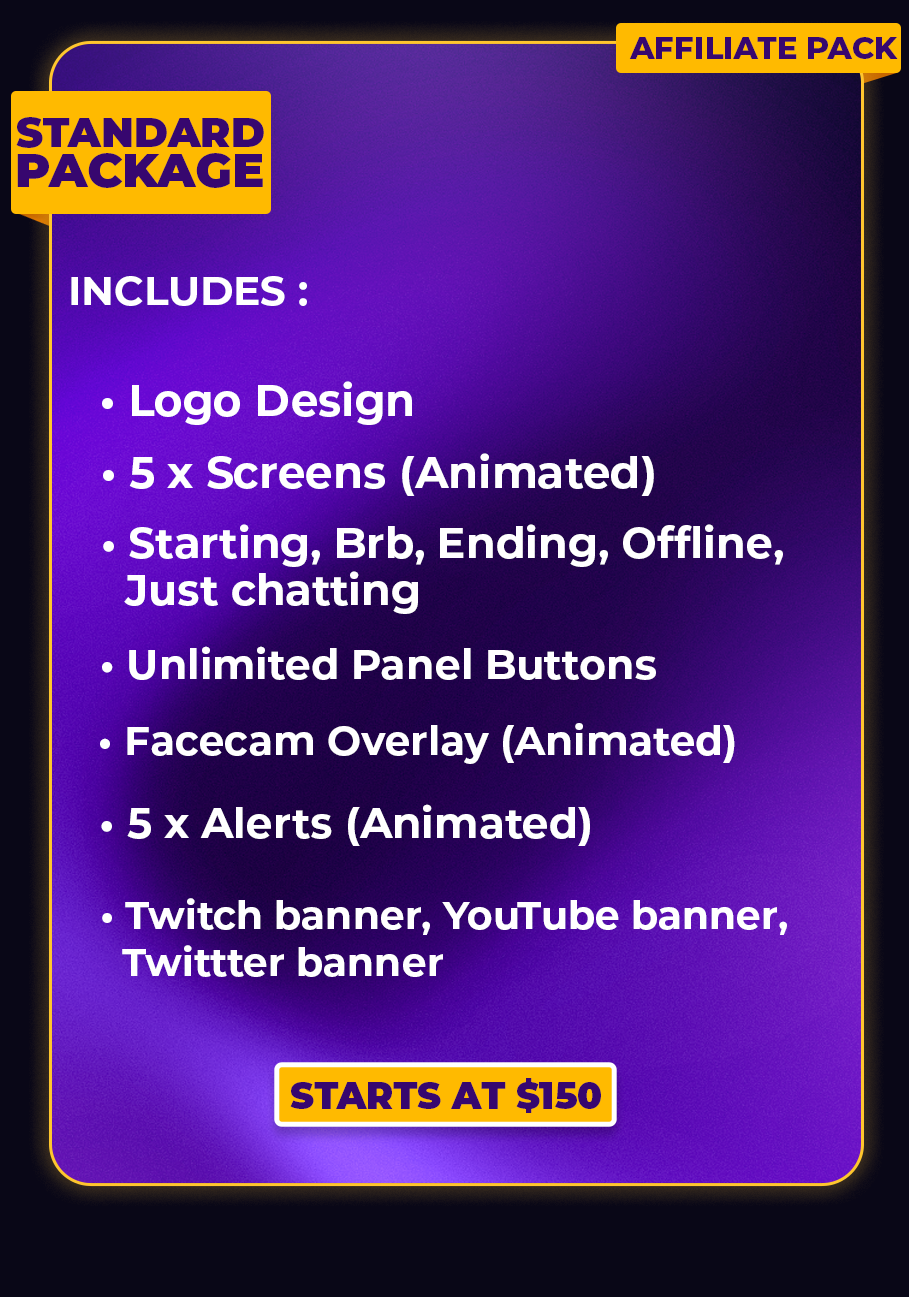 AFFILIATE PACK
STANDARD
PACKAGE
INCLUDES :
• Logo Design
• 5 x Screens (Animated)
• Starting, Brb, Ending, Offline,
Just chatting
• Unlimited Panel Buttons
• Facecam Overlay (Animated)
• 5 x Alerts (Animated)
• Twitch banner, YouTube banner,
Twittter banner
STARTS AT $150